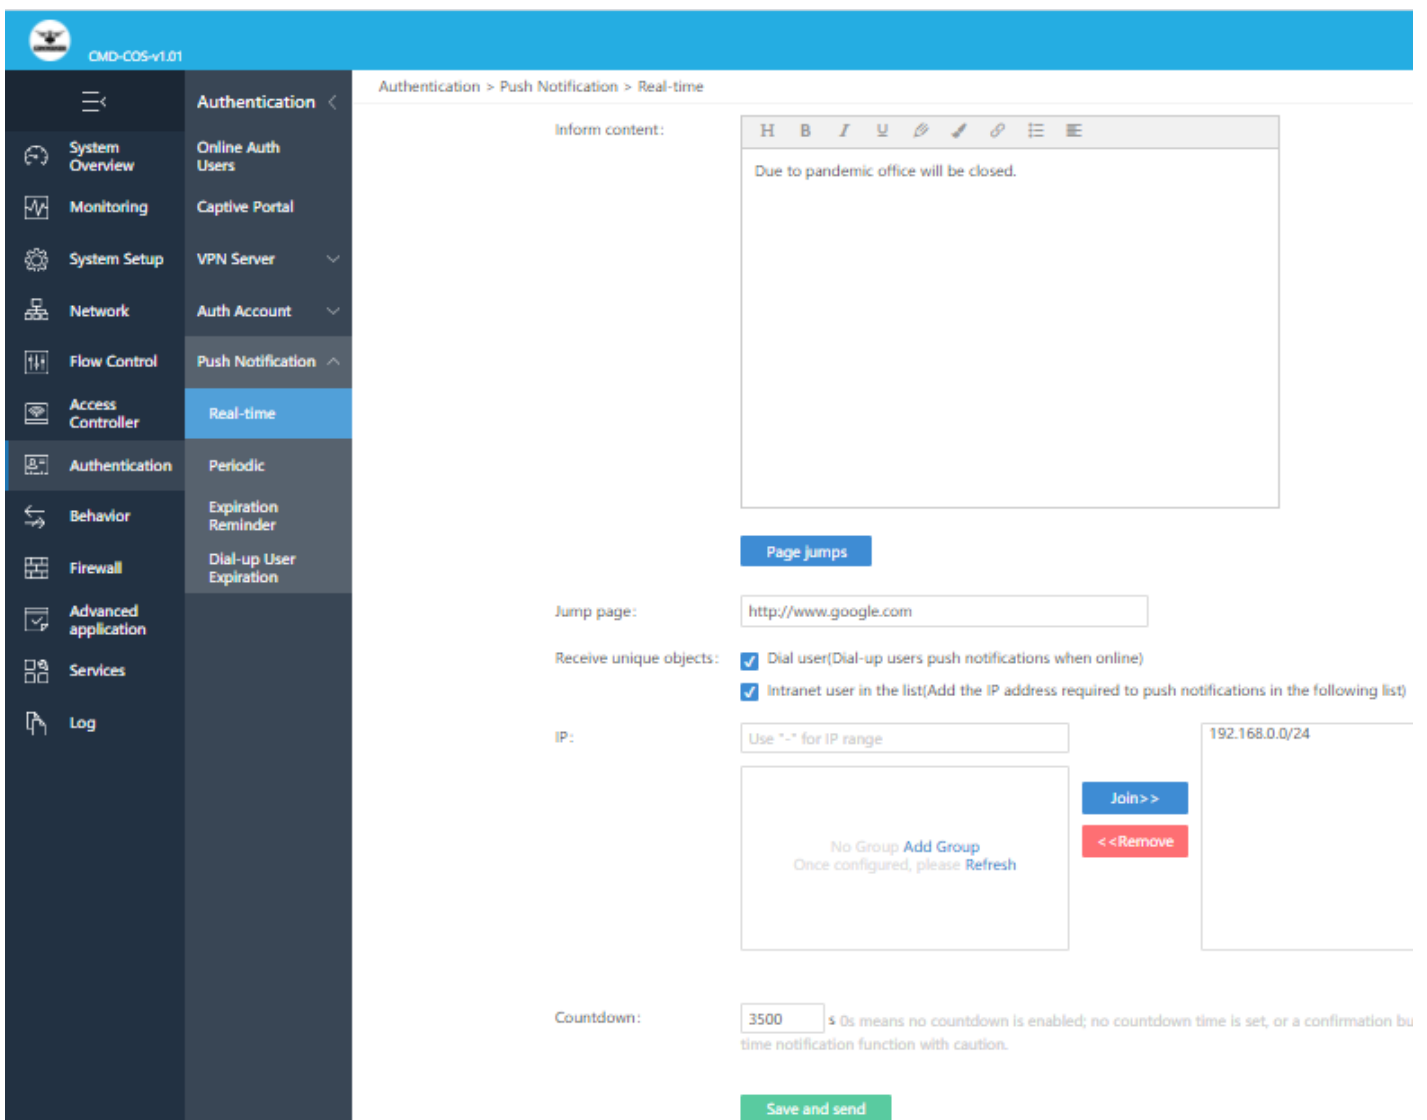 CMD-COS-v1.01
Authentication
Authentication > Push Notification > Real-time
System
Overview
Monitoring
System Setup
Network
Flow Control
Access
Controller
Authentication
Behavior
Firewall
Advanced
application
Services
Log
Online Auth
Users
Captive Portal
VPN Server
Auth Account
Push Notification
Real-time
Periodic
Expiration
Reminder
Dial-up User
Expiration
Inform content:
H B I U
Due to pandemic office will be closed.
Page jumps
Jump page: http://www.google.com
Receive unique objects: Dial user(Dial-up users push notifications when online)
Intranet user in the list(Add the IP address required to push notifications in the following list)
IP: Use "-" for IP range
192.168.0.0/24
Join>>
<<Remove
No Group Add Group
Once configured, please Refresh
Countdown: 3500 s 0s means no countdown is enabled; no countdown time is set, or a confirmation bu
time notification function with caution.
Save and send